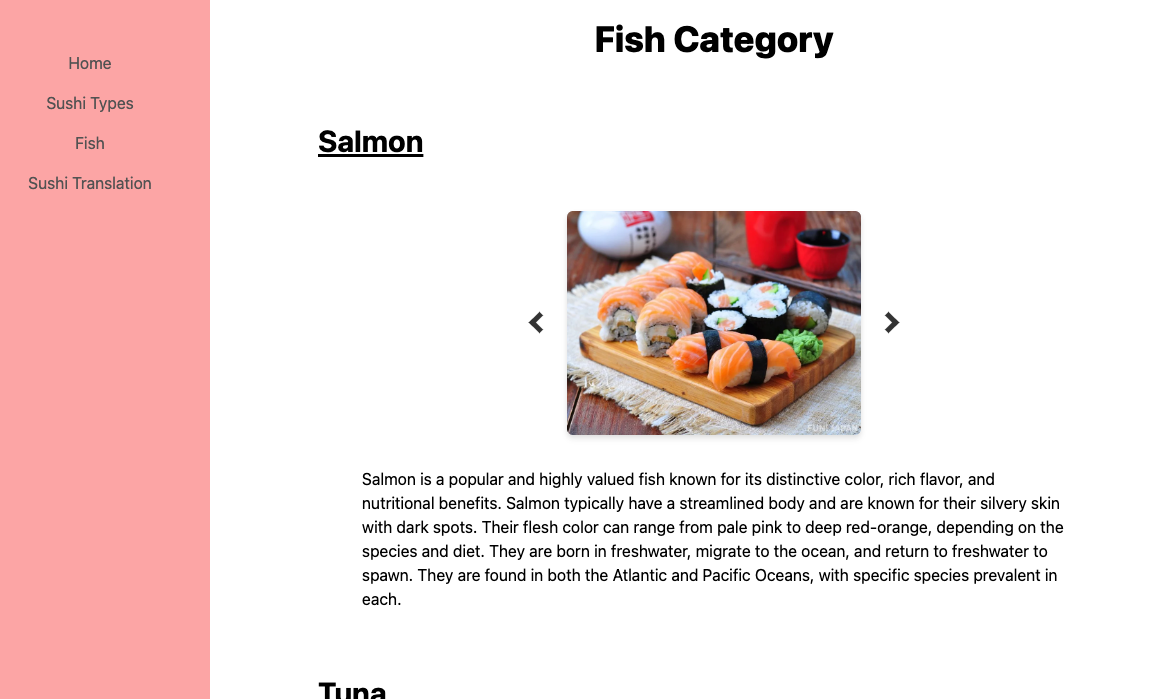 Home
Sushi Types
Fish
Sushi Translation
Fish Category
Salmon
FUN! JAPAN
Salmon is a popular and highly valued fish known for its distinctive color, rich flavor, and
nutritional benefits. Salmon typically have a streamlined body and are known for their silvery skin
with dark spots. Their flesh color can range from pale pink to deep red-orange, depending on the
species and diet. They are born in freshwater, migrate to the ocean, and return to freshwater to
spawn. They are found in both the Atlantic and Pacific Oceans, with specific species prevalent in
each.
Tuna